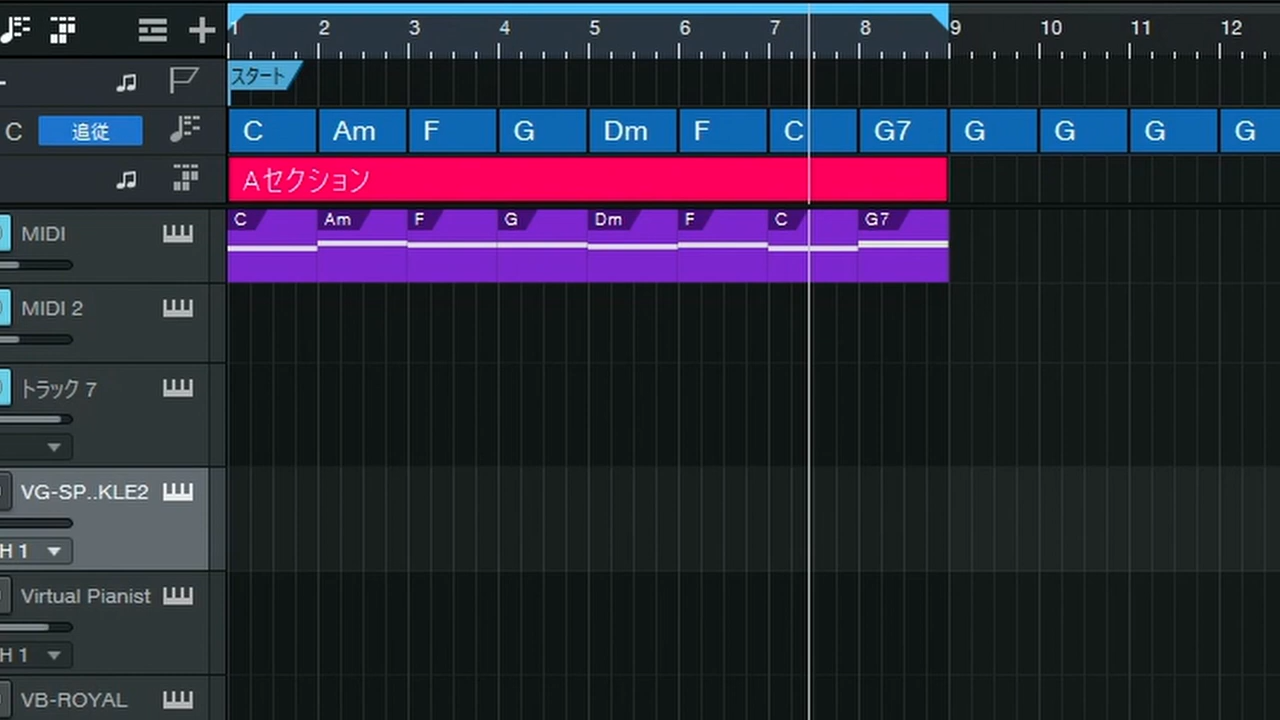 1 2 3 4 5 6 7 8 9 10 11 12
スタート
C 追従 C Am F G Dm F C G7 G G G G
Aセクション
C Am F G Dm F C G7
MIDI
MIDI 2
トラック 7
VG-SP..KLE2
H 1
Virtual Pianist
H 1
VB-ROYAL